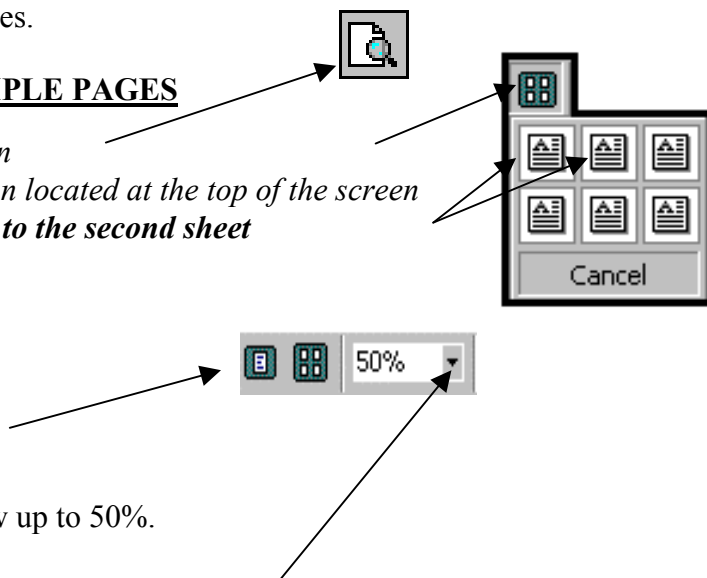 es.
PLE PAGES
n
n located at the top of the screen
to the second sheet
Cancel
50%
up to 50%.